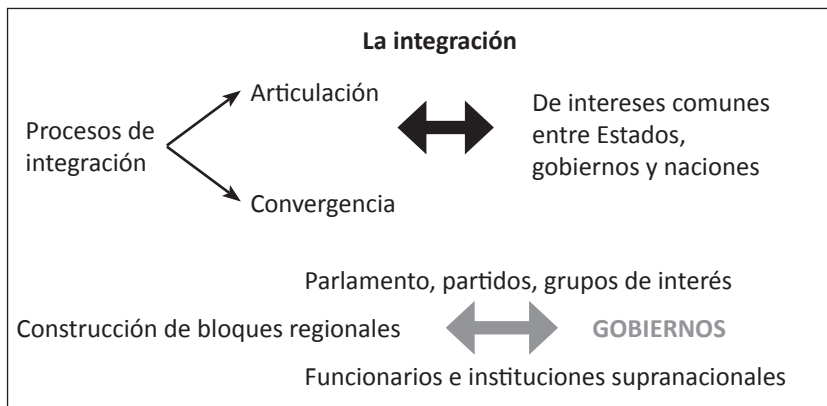 La integración
Articulación
Procesos de
integración
Convergencia
De intereses comunes
entre Estados,
gobiernos y naciones
Parlamento, partidos, grupos de interés
Construcción de bloques regionales
GOBIERNOS
Funcionarios e instituciones supranacionales